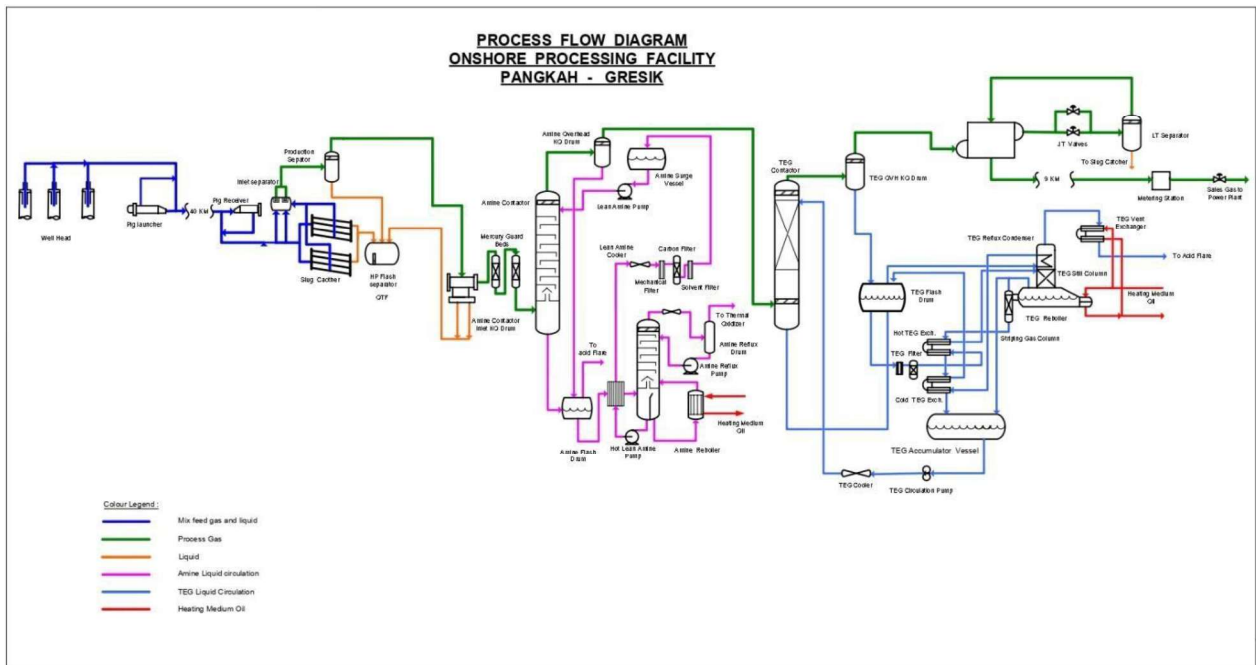 PROCESS FLOW DIAGRAM
ONSHORE PROCESSING FACILITY
PANGKAH - GRESIK
Well Head
Pig launcher
40 KM
Pig Receiver
Inlet separator
Production
Sepator
Slug Cacther
HP Flash
separator
QTF
Amine Contactor
Inlet KO Drum
Mercury Guard
Beds
Amine Contactor
Amine Overhead
KO Drum
Amine Surge
Vessel
Lean Amine Pump
Lean Amine
Cooler
Carbon Filter
Mechanical
Filter
Solvent Filter
To
acid Flare
Amine Flash
Drum
Hot Lean Amine
Pump
To Thermal
Oxidizer
Amine Reflux
Drum
Amine Reflux
Pump
Amine Reboiler
Heating Medium
Oil
TEG
Contactor
TEG OVH KO Drum
JT Valves
LT Separator
To Slug Catcher
9 KM
Metering Station
Sales Gas to
Power Plant
TEG Reflux Condenser
TEG Vent
Exchanger
To Acid Flare
TEG Still Column
Heating Medium
Oil
TEG Reboiler
Striping Gas Column
TEG Flash
Drum
Hot TEG Exch.
TEG Filter
Cold TEG Exch.
TEG Accumulator Vessel
TEG Cooler
TEG Circulation Pump
Colour Legend :
Mix feed gas and liquid
Process Gas
Liquid
Amine Liquid circulation
TEG Liquid Circulation
Heating Medium Oil